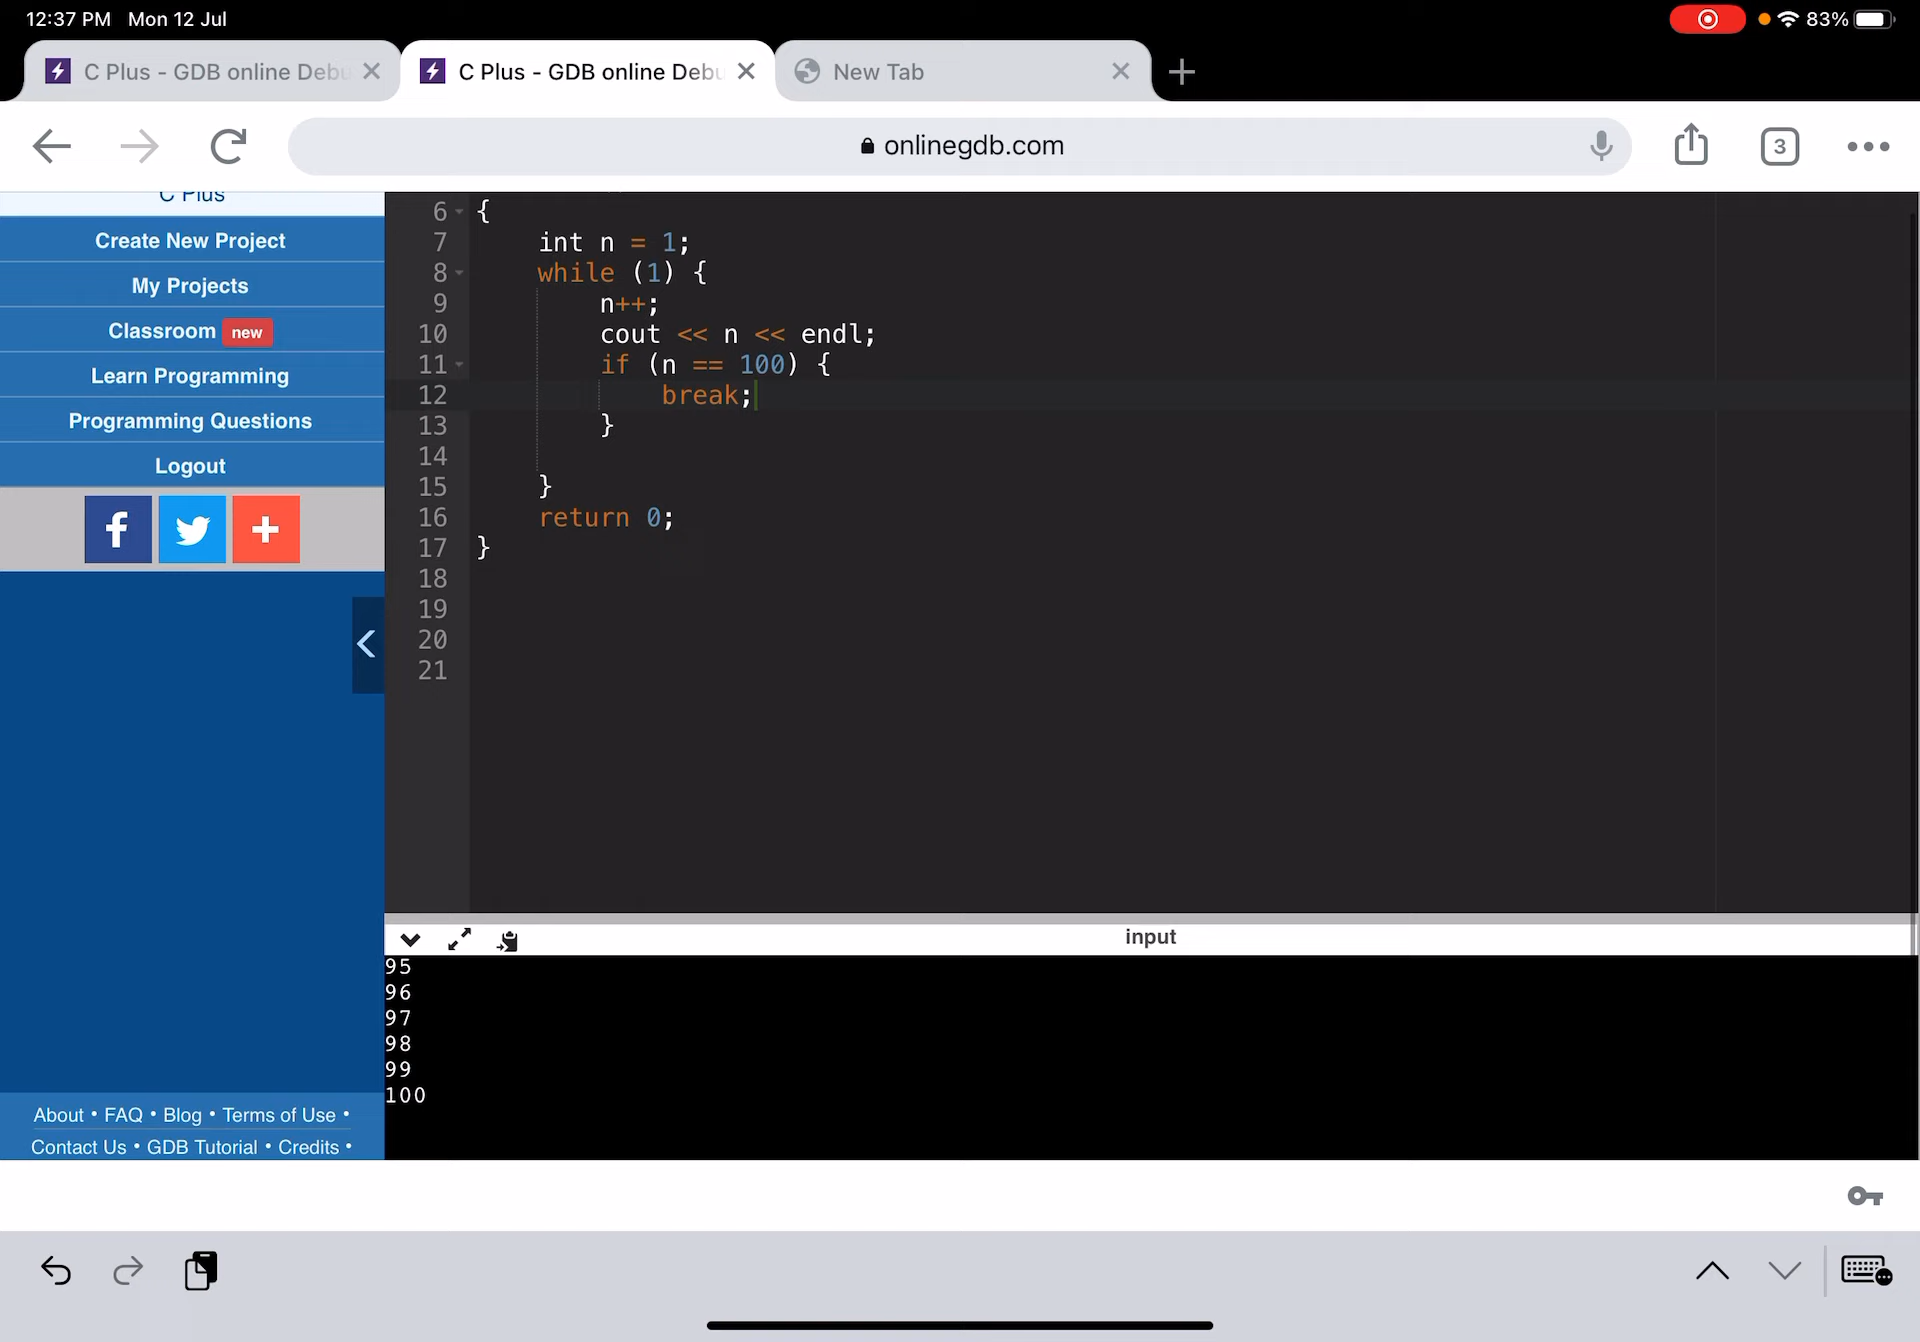 12:37 PM Mon 12 Jul
83%
C Plus - GDB online Debu
C Plus - GDB online Debu
New Tab
onlinegdb.com
3
C Plus
Create New Project
My Projects
Classroom new
Learn Programming
Programming Questions
Logout
6 {
7 int n = 1;
8 while (1) {
9 n++;
10 cout << n << endl;
11 if (n == 100) {
12 break;
13 }
14
15 }
16 return 0;
17 }
18
19
20
21
input
95
96
97
98
99
100
About • FAQ • Blog • Terms of Use •
Contact Us • GDB Tutorial • Credits •